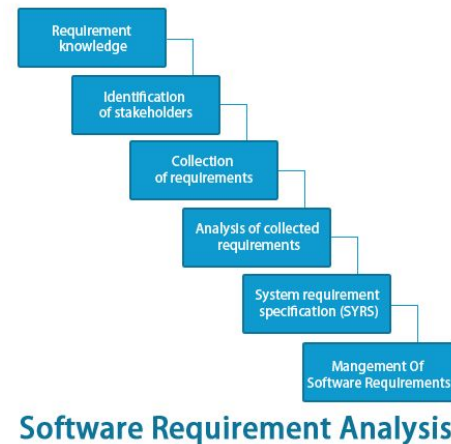 Requirement
knowledge
Identification
of stakeholders
Collection
of requirements
Analysis of collected
requirements
System requirement
specification (SYRS)
Mangement Of
Software Requirements
Software Requirement Analysis